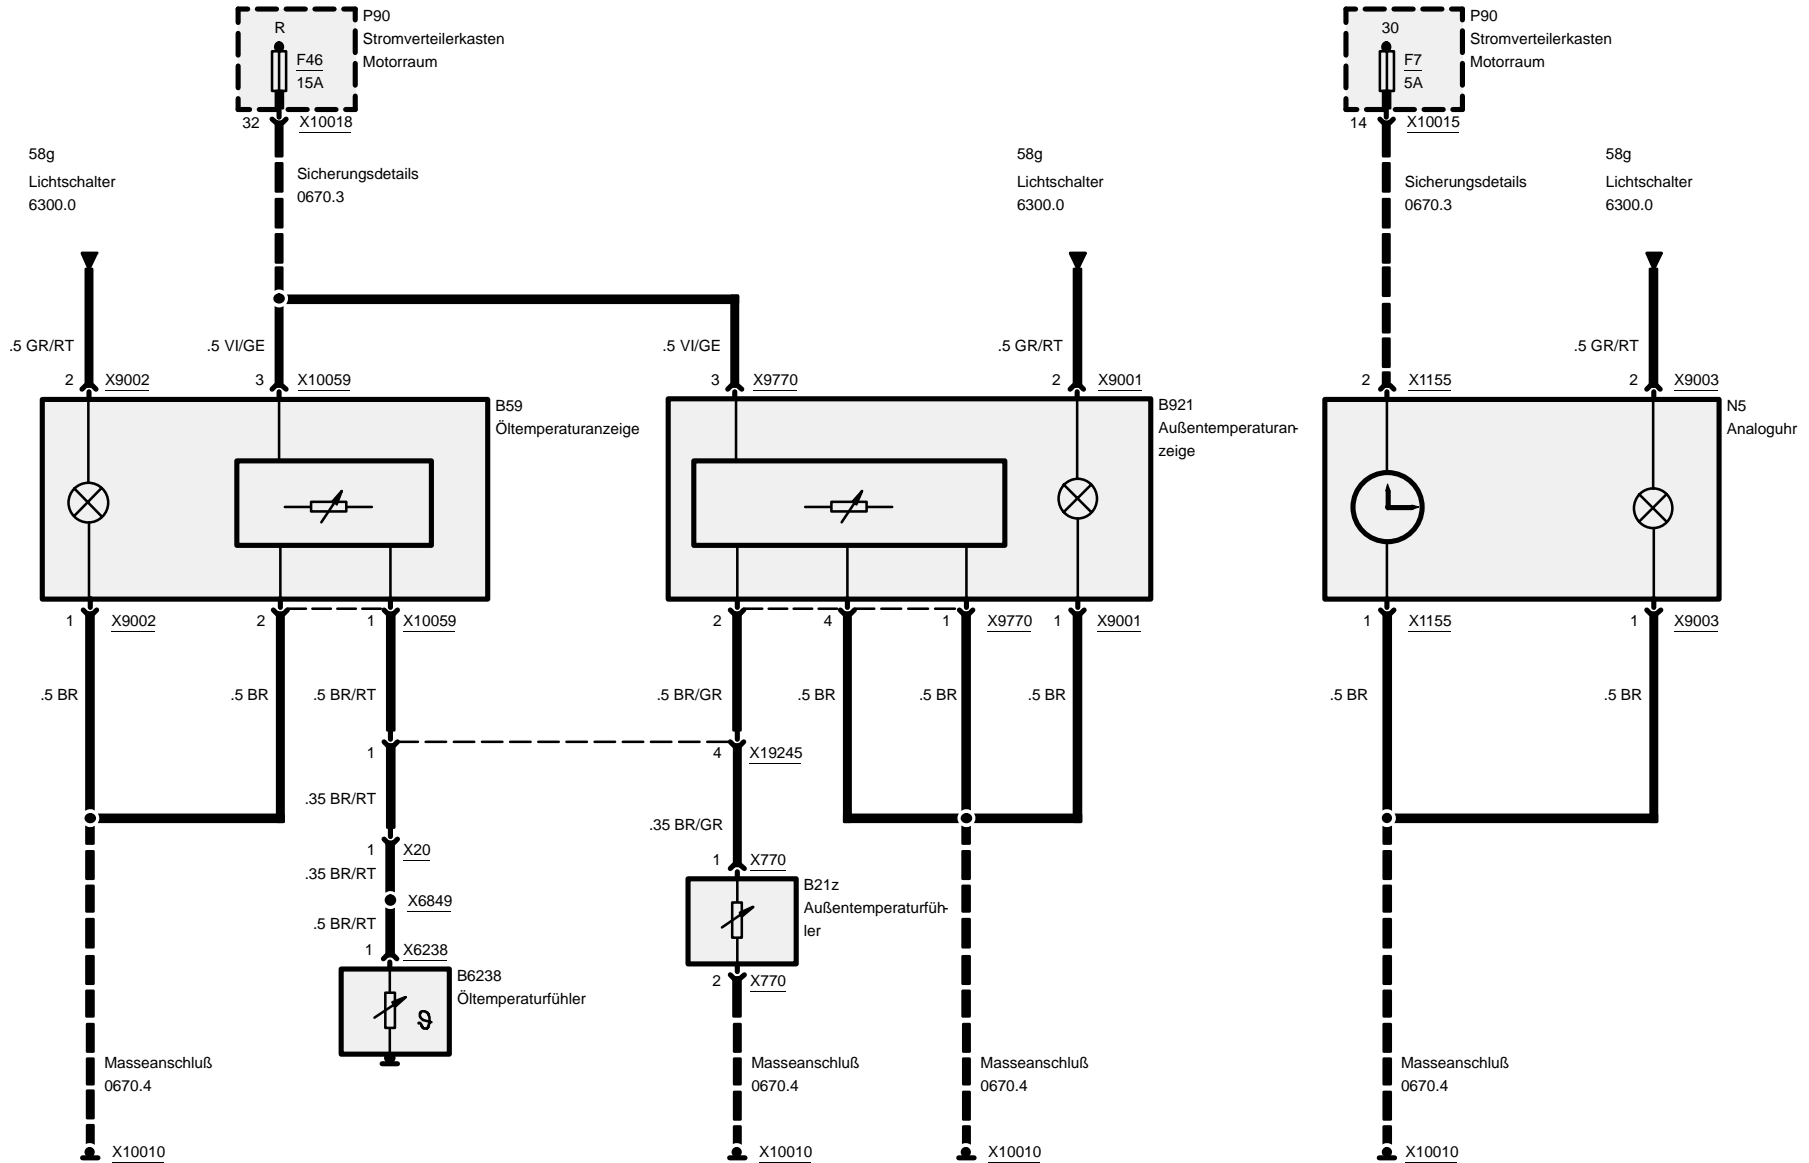 R
P90
Stromverteilerkasten
Motorraum
F46
15A
32
X10018
30
P90
Stromverteilerkasten
Motorraum
F7
5A
14
X10015
58g
Lichtschalter
6300.0
Sicherungsdetails
0670.3
58g
Lichtschalter
6300.0
Sicherungsdetails
0670.3
58g
Lichtschalter
6300.0
.5 GR/RT
.5 VI/GE
.5 VI/GE
.5 GR/RT
.5 GR/RT
2
X9002
3
X10059
3
X9770
2
X9001
2
X1155
2
X9003
B59
Öltemperaturanzeige
B921
Außentemperaturan-
zeige
N5
Analoguhr
1
X9002
2
1
X10059
2
4
1
X9770
1
X9001
1
X1155
1
X9003
.5 BR
.5 BR
.5 BR/RT
.5 BR/GR
.5 BR
.5 BR
.5 BR
.5 BR
.5 BR
1
4
X19245
.35 BR/RT
.35 BR/GR
1
X20
.35 BR/RT
X6849
.5 BR/RT
1
X6238
B6238
Öltemperaturfühler
ϑ
1
X770
B21z
Außentemperaturfüh-
ler
2
X770
Masseanschluß
0670.4
Masseanschluß
0670.4
Masseanschluß
0670.4
Masseanschluß
0670.4
X10010
X10010
X10010
X10010